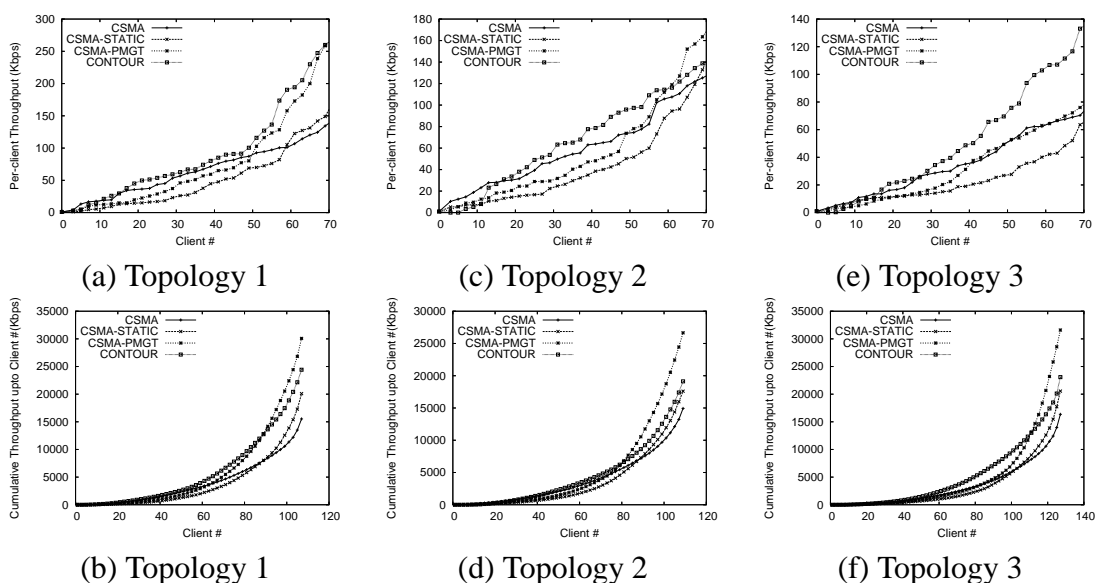 Per-client Throughput (Kbps)
300
250
200
150
100
50
0
CSMA
CSMA-STATIC
CSMA-PMGT
CONTOUR
0 10 20 30 40 50 60 70
Client #
(a) Topology 1
Per-client Throughput (Kbps)
180
160
140
120
100
80
60
40
20
0
CSMA
CSMA-STATIC
CSMA-PMGT
CONTOUR
0 10 20 30 40 50 60 70
Client #
(c) Topology 2
Per-client Throughput (Kbps)
140
120
100
80
60
40
20
0
CSMA
CSMA-STATIC
CSMA-PMGT
CONTOUR
0 10 20 30 40 50 60 70
Client #
(e) Topology 3
Cumulative Throughput upto Client # (Kbps)
35000
30000
25000
20000
15000
10000
5000
0
CSMA
CSMA-STATIC
CSMA-PMGT
CONTOUR
0 20 40 60 80 100 120
Client #
(b) Topology 1
Cumulative Throughput upto Client # (Kbps)
30000
25000
20000
15000
10000
5000
0
CSMA
CSMA-STATIC
CSMA-PMGT
CONTOUR
0 20 40 60 80 100 120
Client #
(d) Topology 2
Cumulative Throughput upto Client # (Kbps)
35000
30000
25000
20000
15000
10000
5000
0
CSMA
CSMA-STATIC
CSMA-PMGT
CONTOUR
0 20 40 60 80 100 120 140
Client #
(f) Topology 3